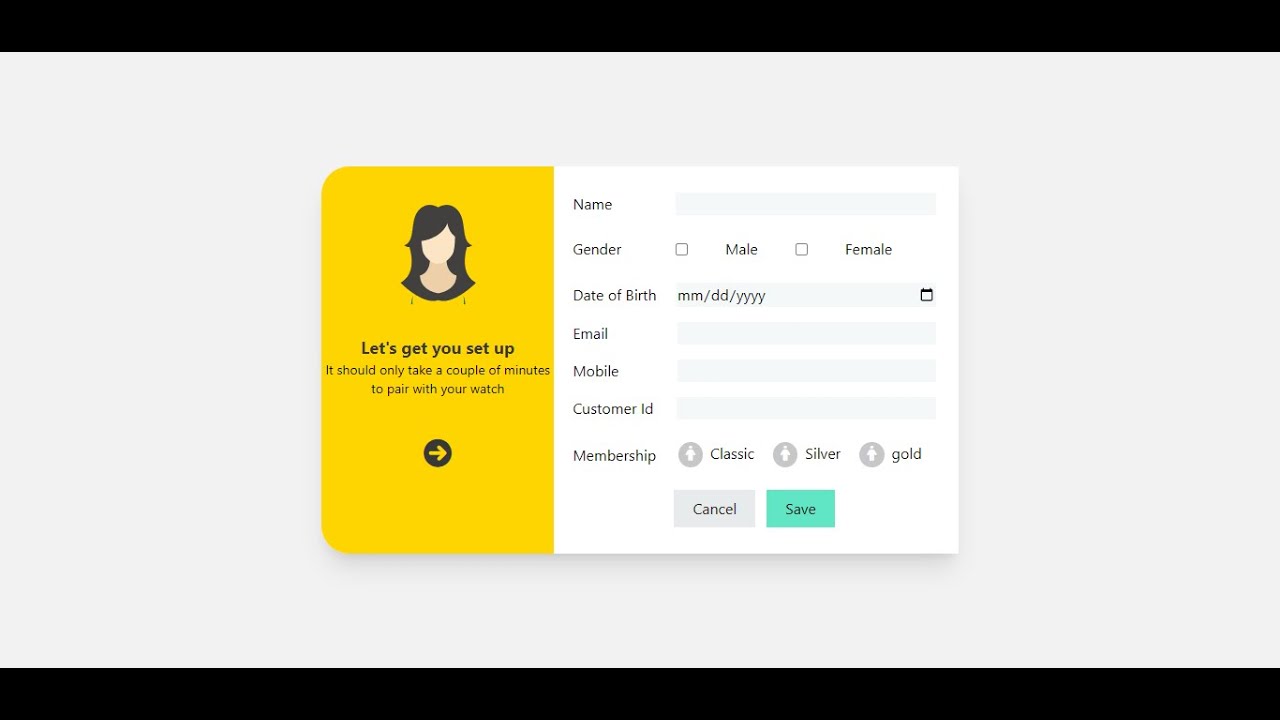 Let's get you set up
It should only take a couple of minutes
to pair with your watch
Name
Gender Male Female
Date of Birth mm/dd/yyyy
Email
Mobile
Customer Id
Membership Classic Silver gold
Cancel Save